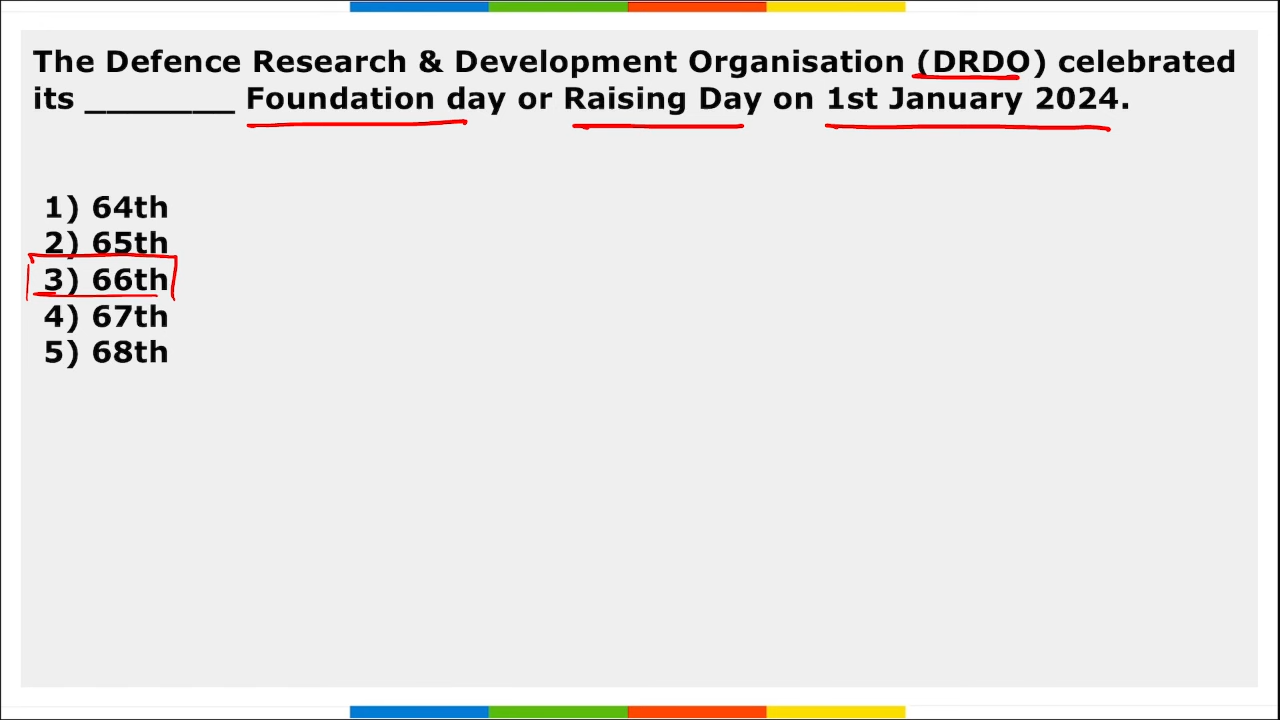 The Defence Research & Development Organisation (DRDO) celebrated
its ________ Foundation day or Raising Day on 1st January 2024.
1) 64th
2) 65th
3) 66th
4) 67th
5) 68th